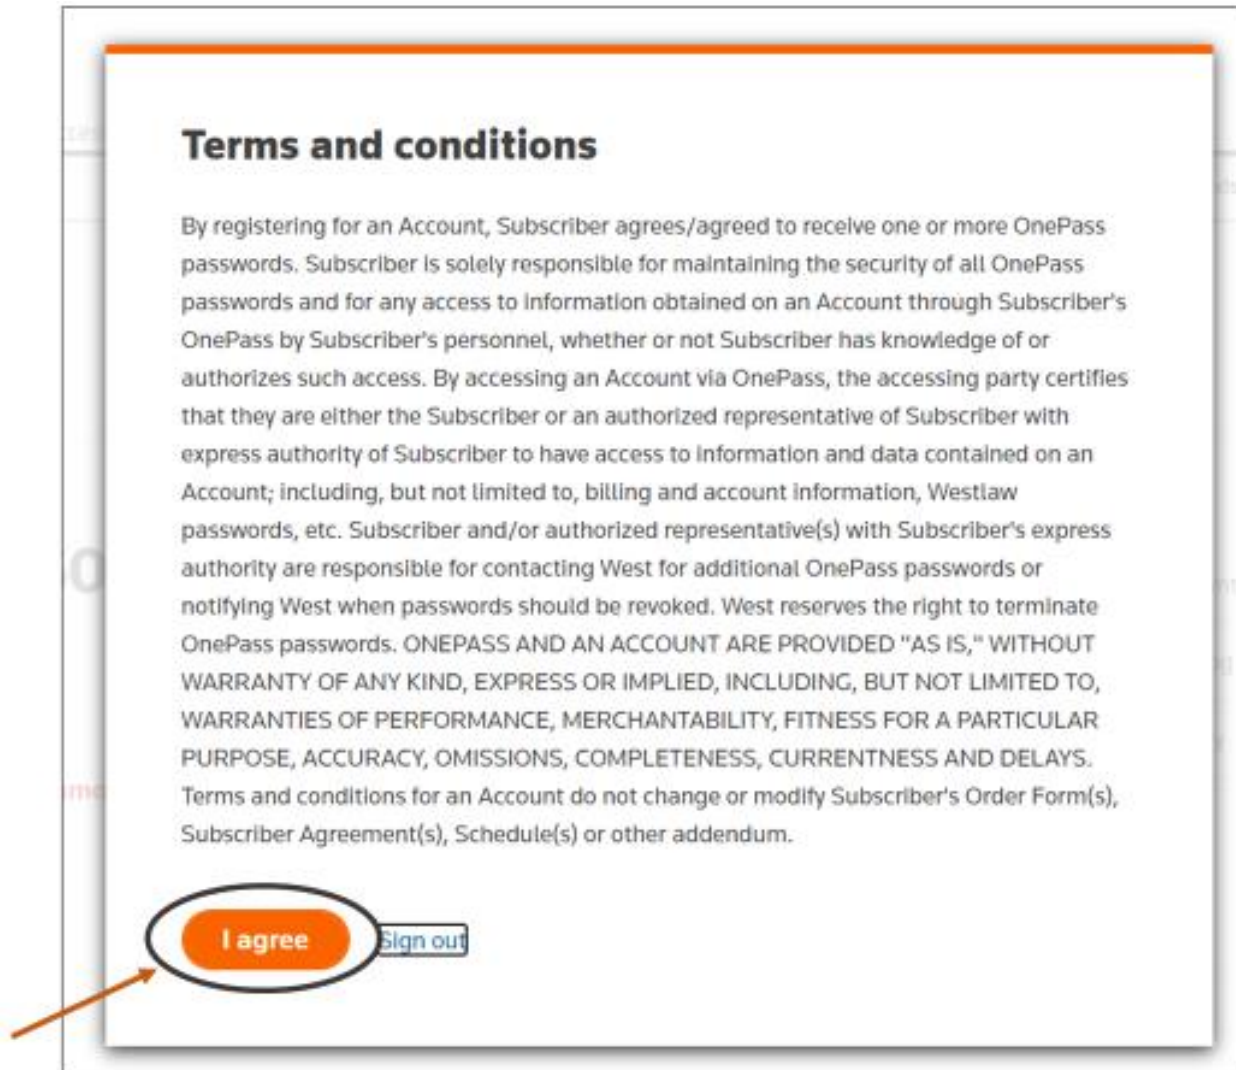 Terms and conditions
By registering for an Account, Subscriber agrees/agreed to receive one or more OnePass
passwords. Subscriber is solely responsible for maintaining the security of all OnePass
passwords and for any access to information obtained on an Account through Subscriber's
OnePass by Subscriber's personnel, whether or not Subscriber has knowledge of or
authorizes such access. By accessing an Account via OnePass, the accessing party certifies
that they are either the Subscriber or an authorized representative of Subscriber with
express authority of Subscriber to have access to information and data contained on an
Account; including, but not limited to, billing and account information, Westlaw
passwords, etc. Subscriber and/or authorized representative(s) with Subscriber's express
authority are responsible for contacting West for additional OnePass passwords or
notifying West when passwords should be revoked. West reserves the right to terminate
OnePass passwords. ONEPASS AND AN ACCOUNT ARE PROVIDED "AS IS," WITHOUT
WARRANTY OF ANY KIND, EXPRESS OR IMPLIED, INCLUDING, BUT NOT LIMITED TO,
WARRANTIES OF PERFORMANCE, MERCHANTABILITY, FITNESS FOR A PARTICULAR
PURPOSE, ACCURACY, OMISSIONS, COMPLETENESS, CURRENTNESS AND DELAYS.
Terms and conditions for an Account do not change or modify Subscriber's Order Form(s),
Subscriber Agreement(s), Schedule(s) or other addendum.
I agree Sign out